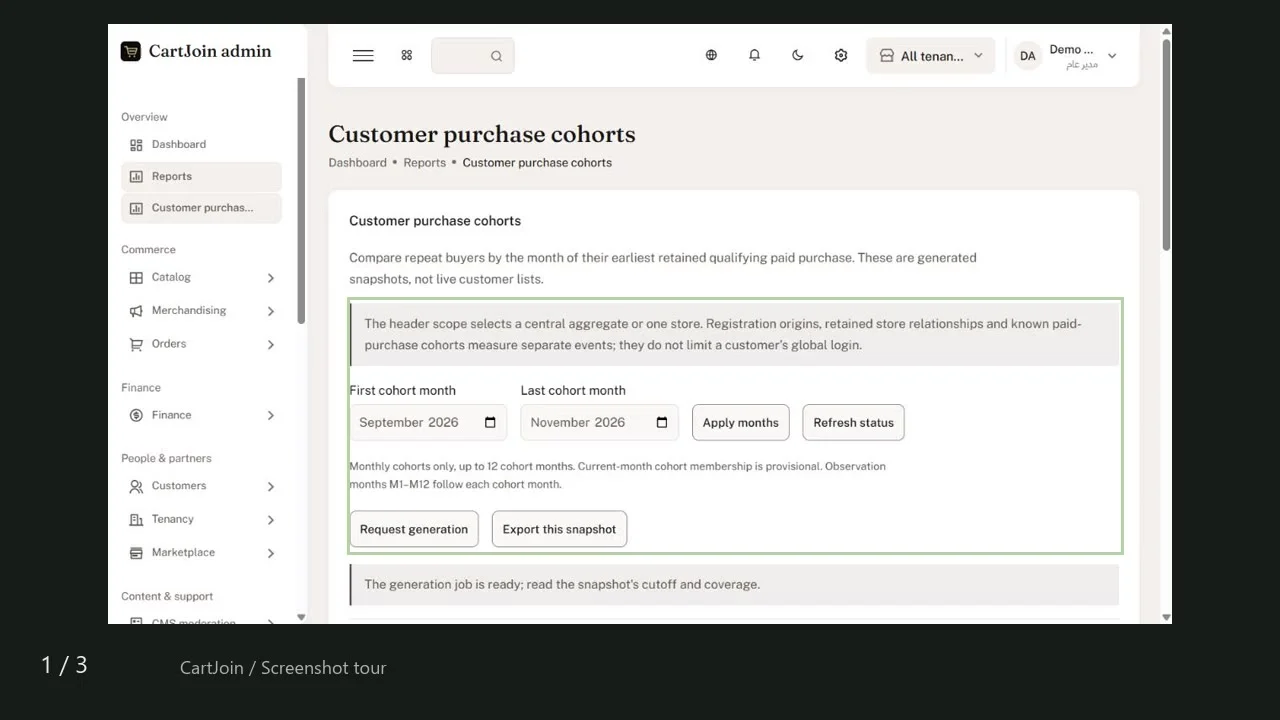 CartJoin admin
All tenan...
DA
Demo ...
مدير عام
Overview
Dashboard
Reports
Customer purchas...
Commerce
Catalog
Merchandising
Orders
Finance
Finance
People & partners
Customers
Tenancy
Marketplace
Content & support
CMS moderation
Customer purchase cohorts
Dashboard • Reports • Customer purchase cohorts
Customer purchase cohorts
Compare repeat buyers by the month of their earliest retained qualifying paid purchase. These are generated
snapshots, not live customer lists.
The header scope selects a central aggregate or one store. Registration origins, retained store relationships and known paid-
purchase cohorts measure separate events; they do not limit a customer's global login.
First cohort month Last cohort month
September 2026 November 2026 Apply months Refresh status
Monthly cohorts only, up to 12 cohort months. Current-month cohort membership is provisional. Observation
months M1–M12 follow each cohort month.
Request generation Export this snapshot
The generation job is ready; read the snapshot's cutoff and coverage.
1 / 3 CartJoin / Screenshot tour